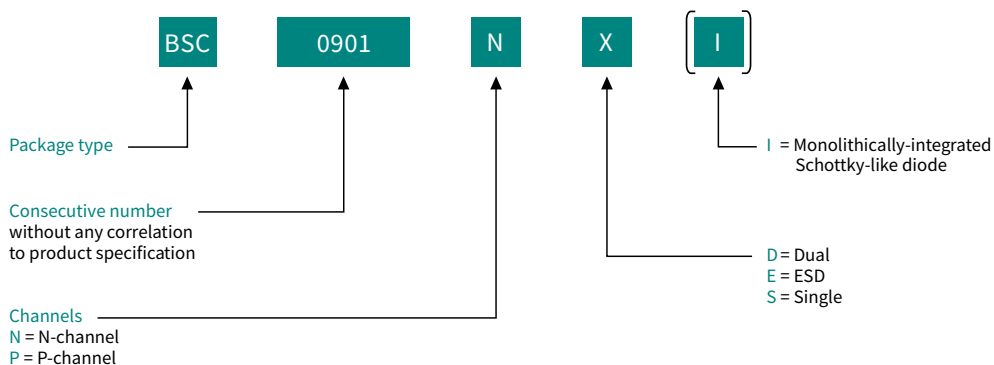 BSC 0901 N X [I]
Package type
I = Monolithically-integrated
Schottky-like diode
Consecutive number
without any correlation
to product specification
D = Dual
E = ESD
S = Single
Channels
N = N-channel
P = P-channel